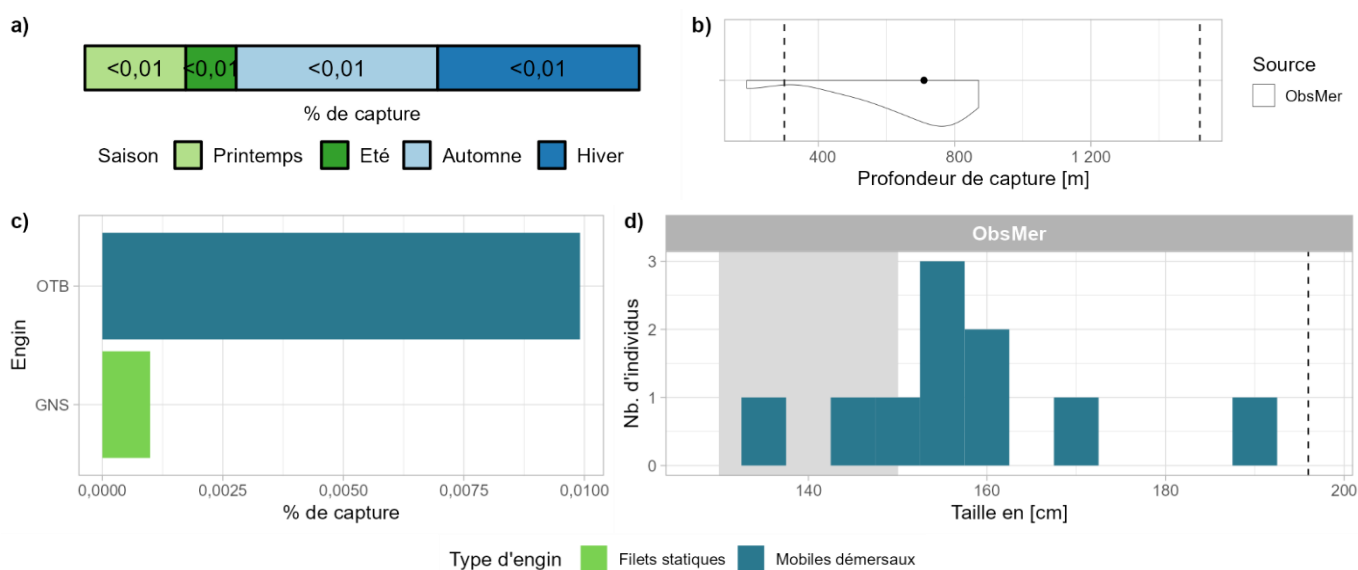 a)
<0,01 <0,01 <0,01 <0,01
% de capture
Saison Printemps Eté Automne Hiver
b)
400 800 1 200
Profondeur de capture [m]
Source
ObsMer
c)
Engin
OTB
GNS
0,0000 0,0025 0,0050 0,0075 0,0100
% de capture
d)
ObsMer
Nb. d'individus
3
2
1
0
140 160 180 200
Taille en [cm]
Type d'engin Filets statiques Mobiles démersaux